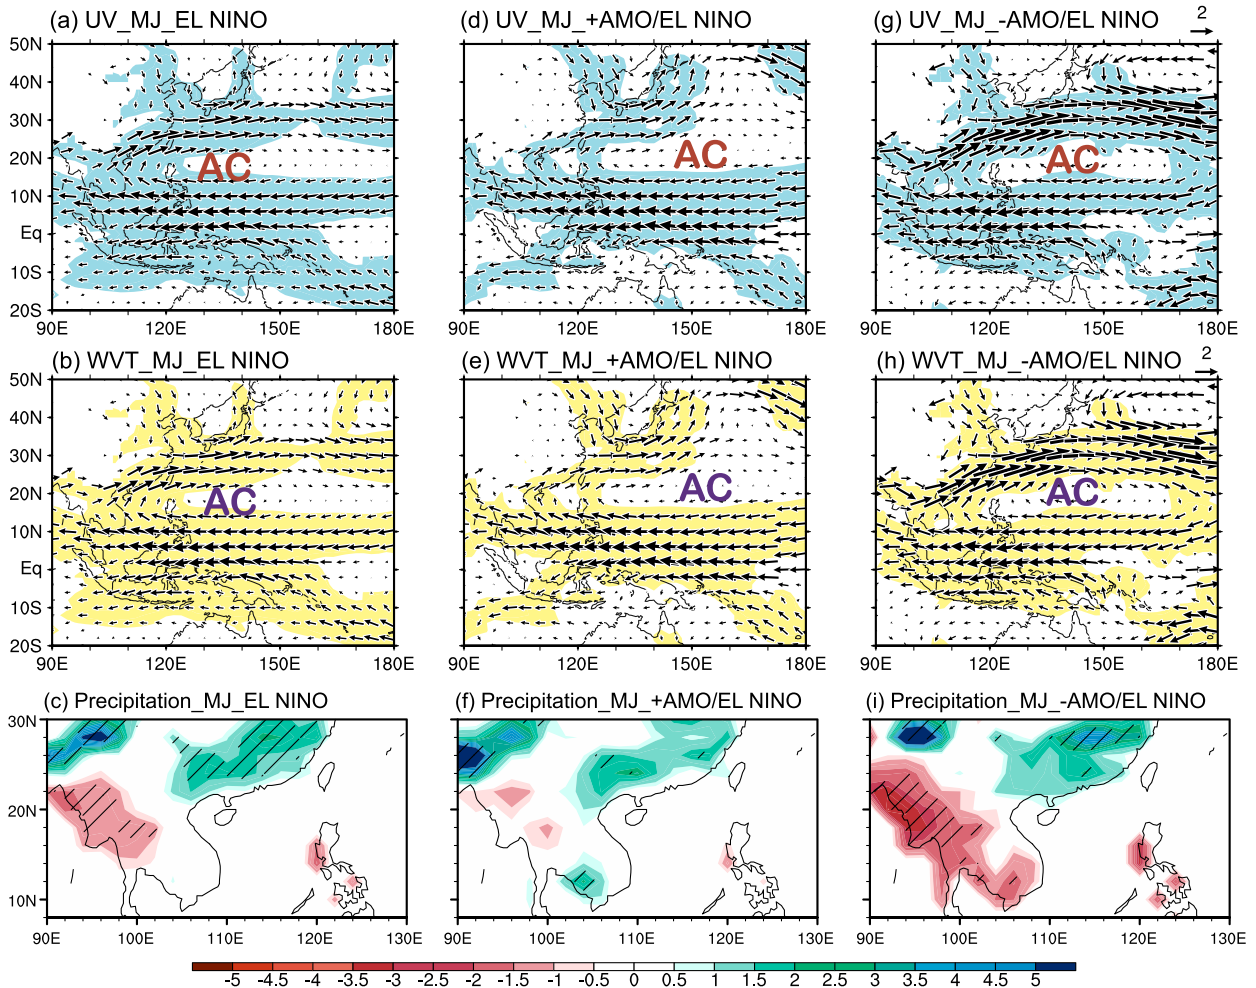 (a) UV_MJ_EL NINO
(d) UV_MJ_+AMO/EL NINO
(g) UV_MJ_-AMO/EL NINO 2
50N
40N
30N
20N
10N
Eq
10S
20S
AC
AC
AC
90E 120E 150E 180E
90E 120E 150E 180E
90E 120E 150E 180E
(b) WVT_MJ_EL NINO
(e) WVT_MJ_+AMO/EL NINO
(h) WVT_MJ_-AMO/EL NINO 2
50N
40N
30N
20N
10N
Eq
10S
20S
AC
AC
AC
90E 120E 150E 180E
90E 120E 150E 180E
90E 120E 150E 180E
(c) Precipitation_MJ_EL NINO
(f) Precipitation_MJ_+AMO/EL NINO
(i) Precipitation_MJ_-AMO/EL NINO
30N
20N
10N
90E 100E 110E 120E 130E
90E 100E 110E 120E 130E
90E 100E 110E 120E 130E
-5 -4.5 -4 -3.5 -3 -2.5 -2 -1.5 -1 -0.5 0.5 1 1.5 2 2.5 3 3.5 4 4.5 5